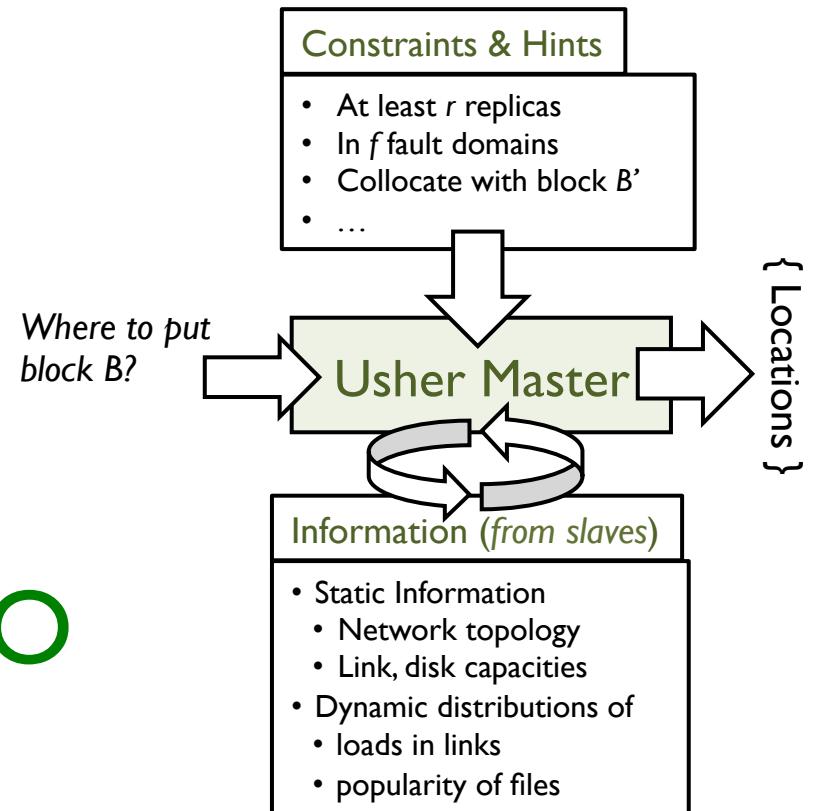 Constraints & Hints
• At least r replicas
• In f fault domains
• Collocate with block B’
• …
Where to put
block B?
Usher Master
{ Locations }
Information (from slaves)
• Static Information
• Network topology
• Link, disk capacities
• Dynamic distributions of
• loads in links
• popularity of files